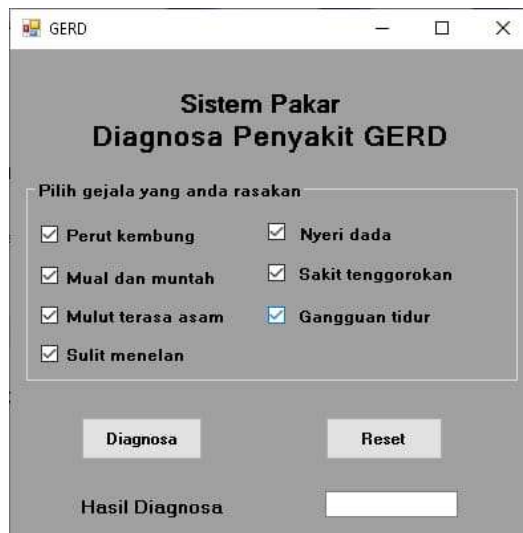 GERD
Sistem Pakar
Diagnosa Penyakit GERD
Pilih gejala yang anda rasakan
Perut kembung
Nyeri dada
Mual dan muntah
Sakit tenggorokan
Mulut terasa asam
Gangguan tidur
Sulit menelan
Diagnosa
Reset
Hasil Diagnosa